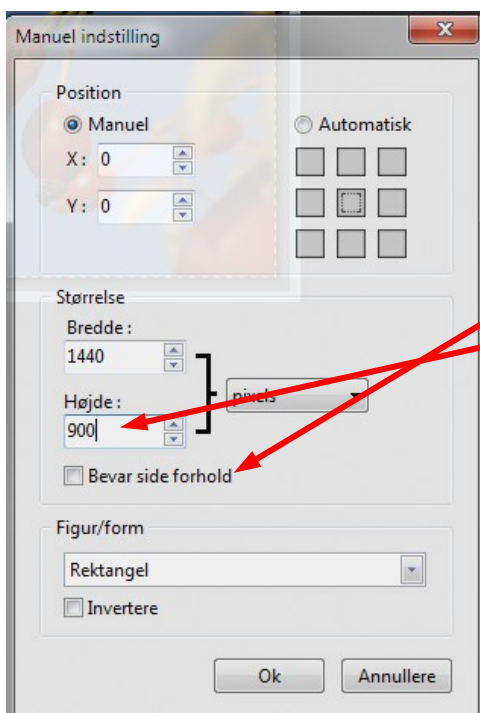 Manuel indstilling
Position
Manuel
Automatisk
X: 0
Y: 0
Størrelse
Bredde:
1440
pixels
Højde:
900
Bevar side forhold
Figur/form
Rektangel
Invertere
Ok
Annullere